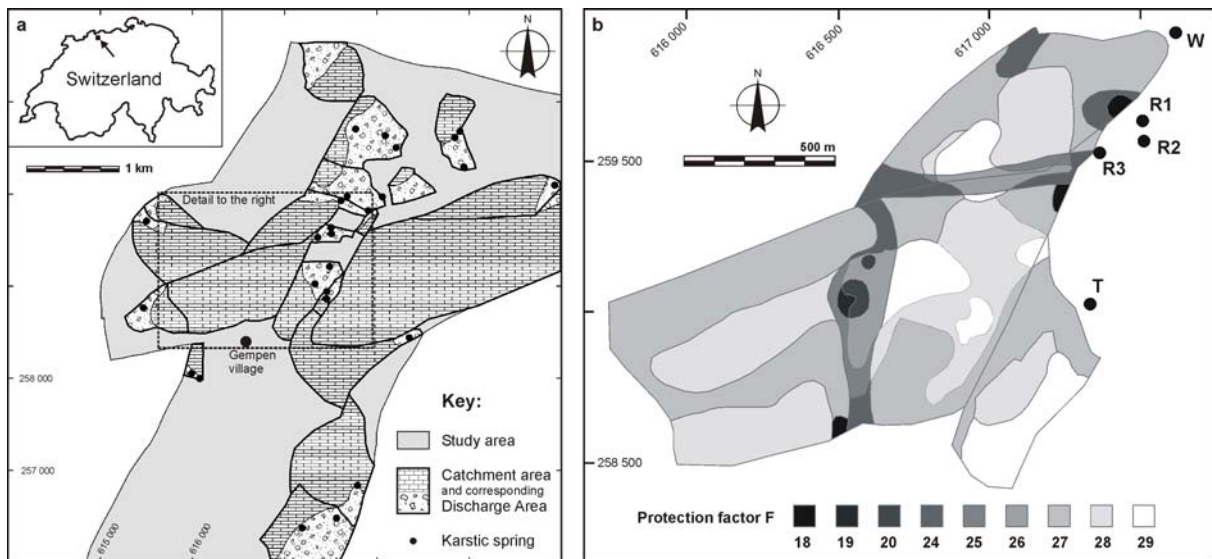 a
N
Switzerland
1 km
Detail to the right
Gempen
village
258 000
257 000
615 000
616 000
Key:
Study area
Catchment area
and corresponding
Discharge Area
Karstic spring
b
616 000
616 500
617 000
N
500 m
259 500
258 500
W
R1
R2
R3
T
Protection factor F
18 19 20 24 25 26 27 28 29